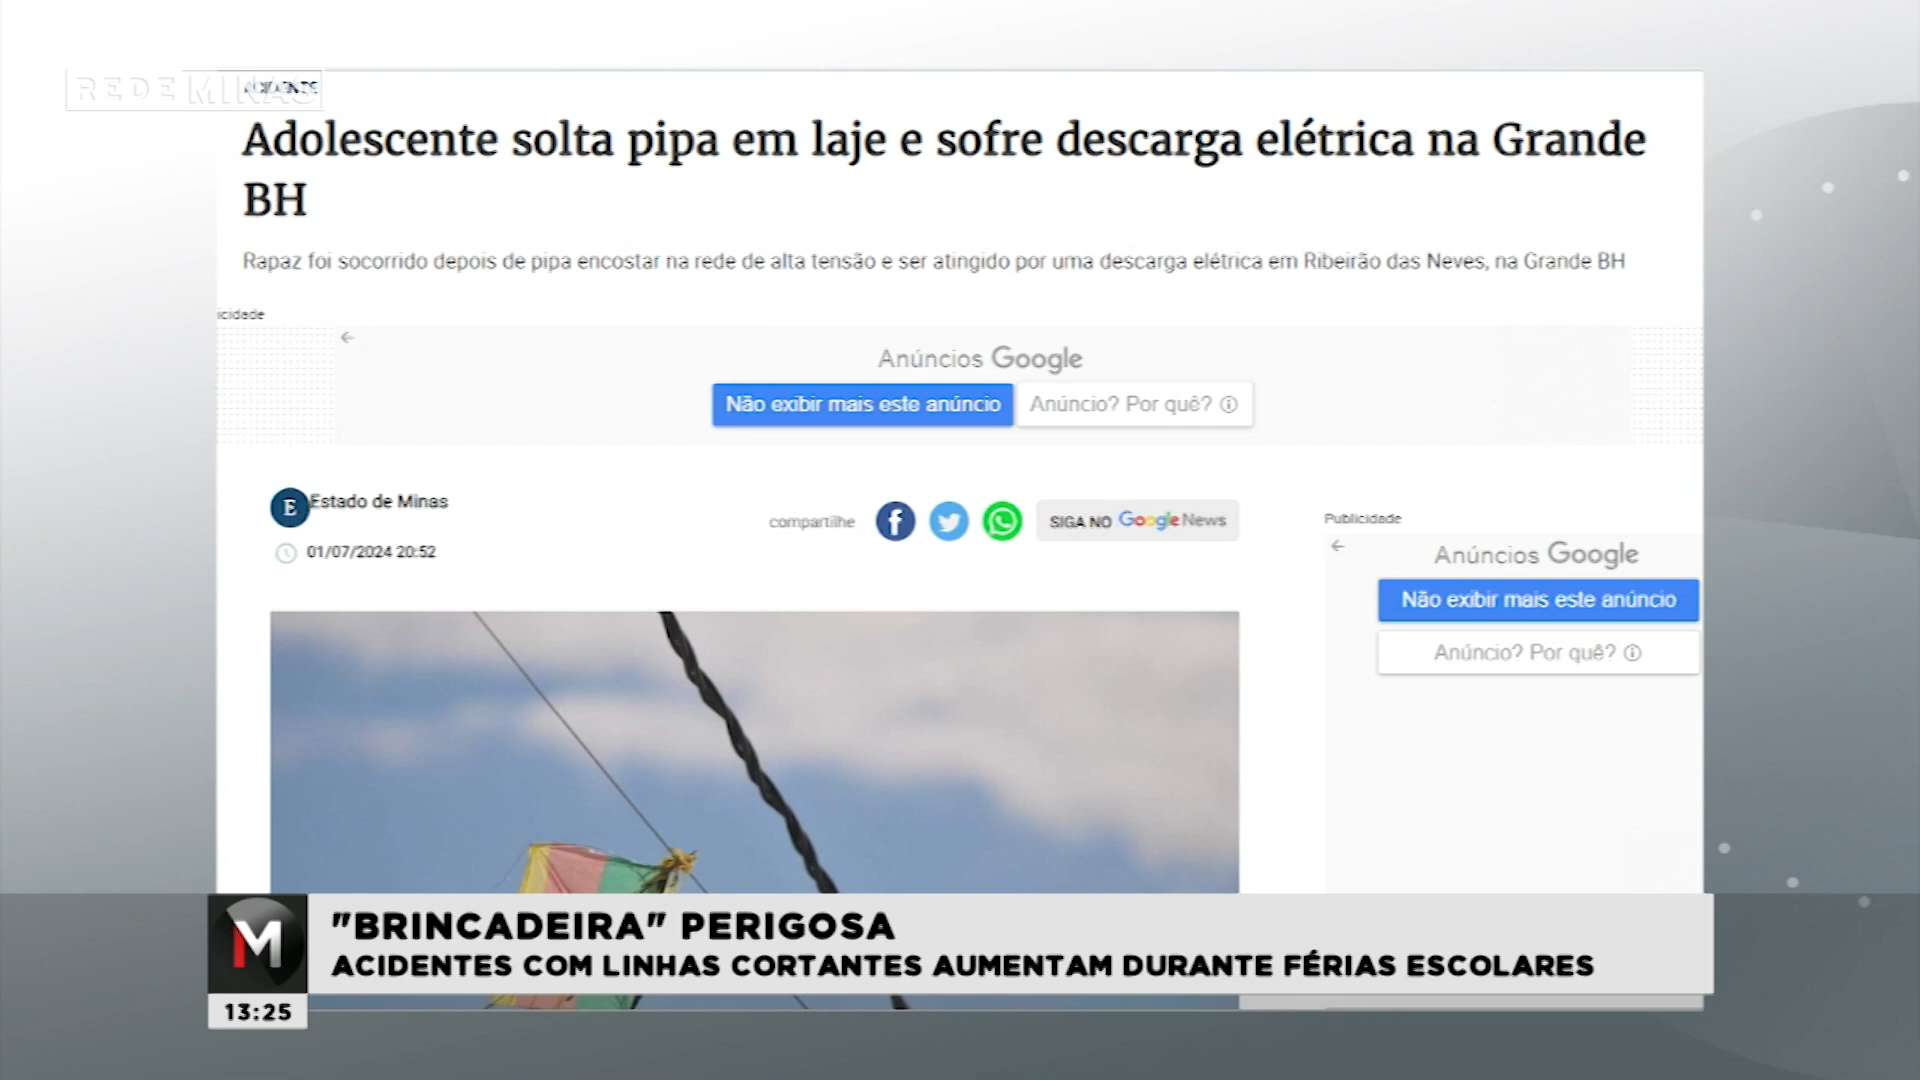 REDE MINAS
ACIDENTE
Adolescente solta pipa em laje e sofre descarga elétrica na Grande
BH
Rapaz foi socorrido depois de pipa encostar na rede de alta tensão e ser atingido por uma descarga elétrica em Ribeirão das Neves, na Grande BH
icidade
Anúncios Google
Não exibir mais este anúncio
Anúncio? Por quê?
E
Estado de Minas
01/07/2024 20:52
compartilhe
SIGA NO Google News
Publicidade
Anúncios Google
Não exibir mais este anúncio
Anúncio? Por quê?
M
"BRINCADEIRA" PERIGOSA
ACIDENTES COM LINHAS CORTANTES AUMENTAM DURANTE FÉRIAS ESCOLARES
13:25